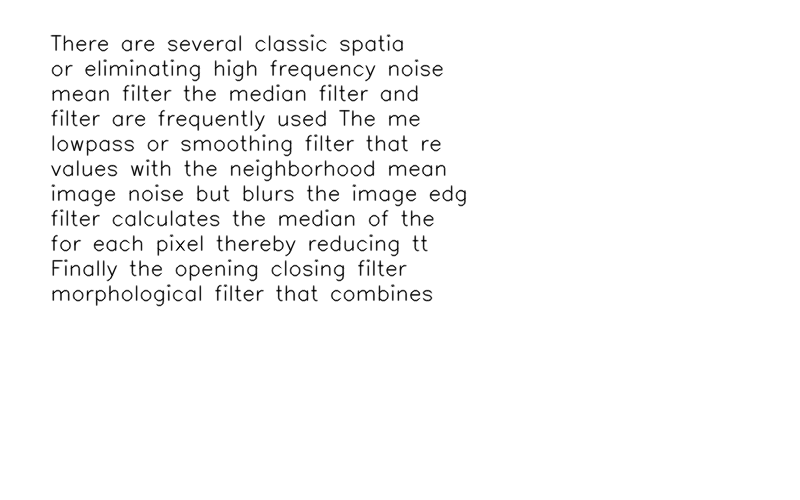 There are several classic spatia
or eliminating high frequency noise
mean filter the median filter and
filter are frequently used The me
lowpass or smoothing filter that re
values with the neighborhood mean
image noise but blurs the image edg
filter calculates the median of the
for each pixel thereby reducing tt
Finally the opening closing filter
morphological filter that combines